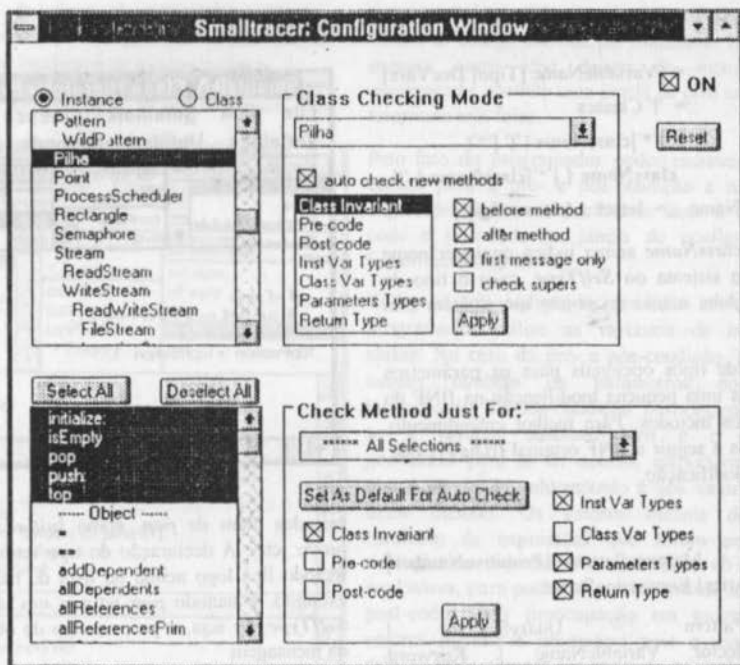 Smalltracer: Configuration Window
Instance
Class
Pattern
WildPattern
Pilha
Point
ProcessScheduler
Rectangle
Semaphore
Stream
ReadStream
WriteStream
ReadWriteStream
FileStream
Class Checking Mode
ON
Pilha
Reset
auto check new methods
Class Invariant
Pre-code
Post-code
Inst Var Types
Class Var Types
Parameters Types
Return Type
before method
after method
first message only
check supers
Apply
Select All
Deselect All
initialize:
isEmpty
pop
push:
top
----- Object -----
=
==
addDependent
allDependents
allReferences
allReferencesPrim
Check Method Just For:
****** All Selections ******
Set As Default For Auto Check
Class Invariant
Pre-code
Post-code
Inst Var Types
Class Var Types
Parameters Types
Return Type
Apply